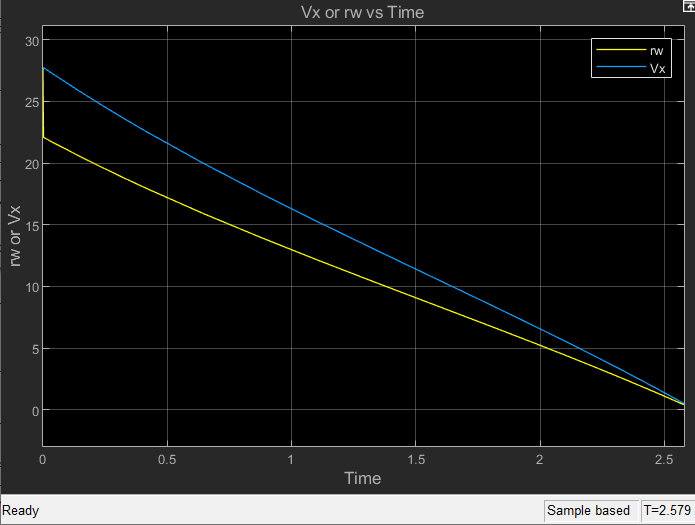 Vx or rw vs Time
rw
Vx
30
25
20
15
10
5
0
rw or Vx
0
0.5
1
1.5
2
2.5
Time
Ready
Sample based
T=2.579